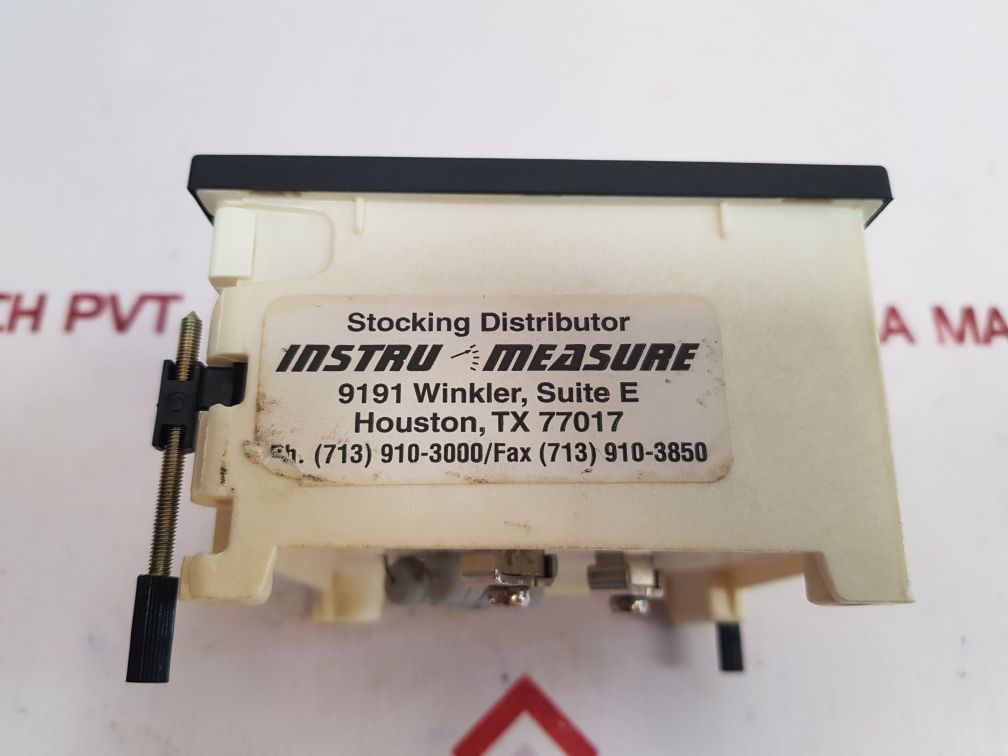 Stocking Distributor
INSTRU MEASURE
9191 Winkler, Suite E
Houston, TX 77017
Ph. (713) 910-3000/Fax (713) 910-3850
CH PVT
A MA